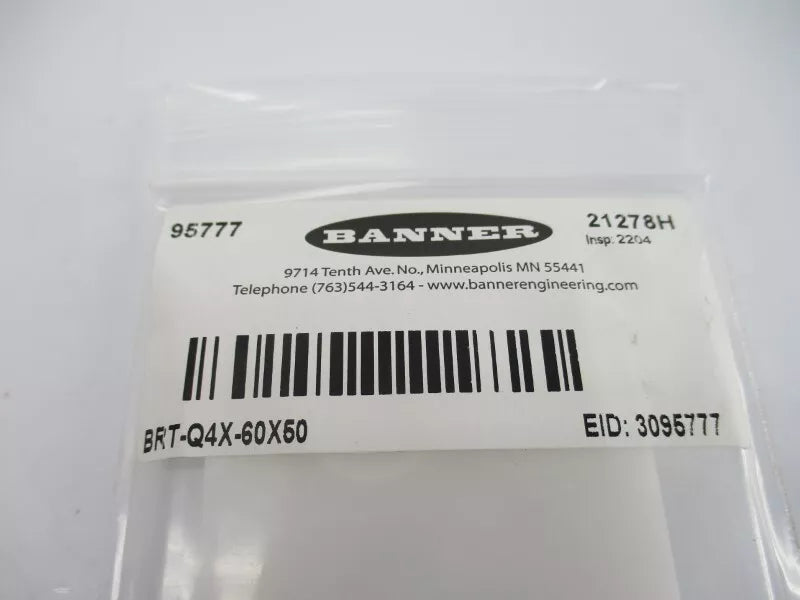 95777
BANNER
21278H
Insp: 2204
9714 Tenth Ave. No., Minneapolis MN 55441
Telephone (763)544-3164 - www.bannerengineering.com
BRT-Q4X-60X50
EID: 3095777